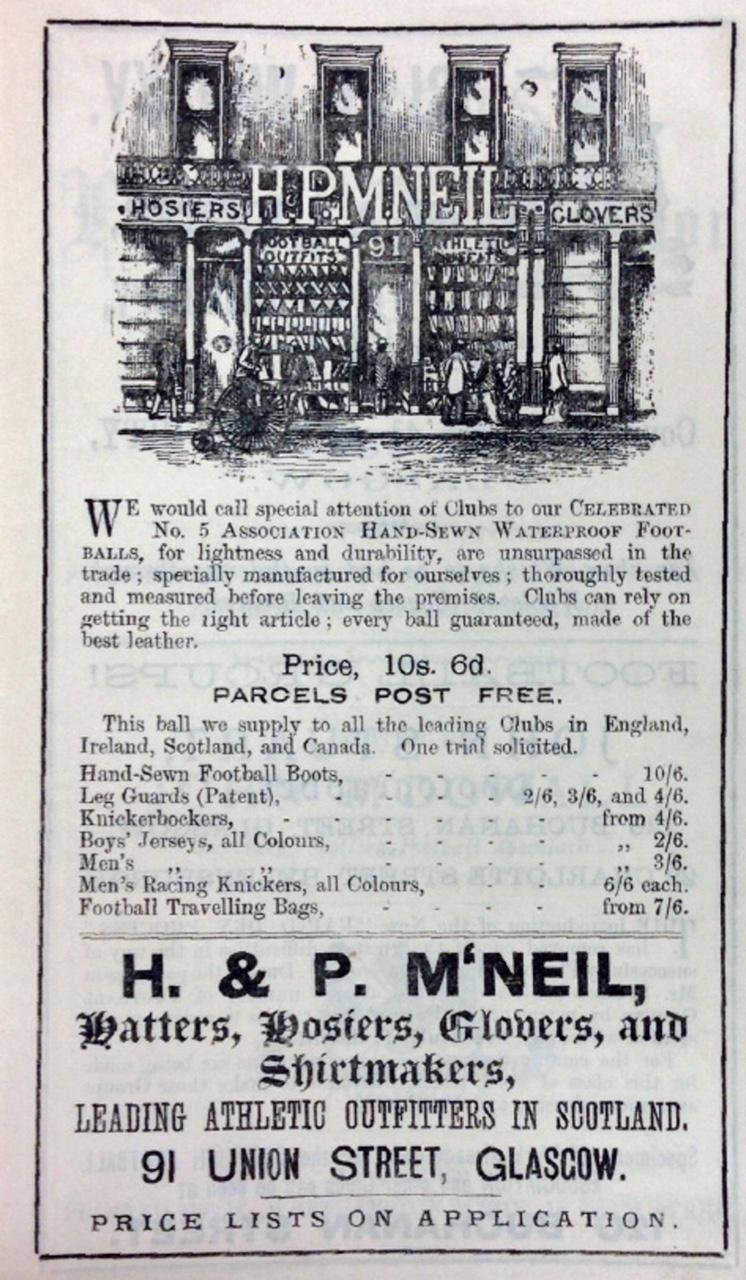 HOSIERS H. & P. M'NEIL GLOVERS
FOOTBALL OUTFITS 91 ATHLETIC OUTFITS
WE would call special attention of Clubs to our CELEBRATED
No. 5 ASSOCIATION HAND-SEWN WATERPROOF FOOT-
BALLS, for lightness and durability, are unsurpassed in the
trade ; specially manufactured for ourselves ; thoroughly tested
and measured before leaving the premises. Clubs can rely on
getting the right article ; every ball guaranteed, made of the
best leather.
Price, 10s. 6d.
PARCELS POST FREE.
This ball we supply to all the leading Clubs in England,
Ireland, Scotland, and Canada. One trial solicited.
Hand-Sewn Football Boots, - - - - - 10/6.
Leg Guards (Patent), - - - 2/6, 3/6, and 4/6.
Knickerbockers, - - - - - from 4/6.
Boys' Jerseys, all Colours, - - - - ,, 2/6.
Men's ,, ,, - - - - ,, 3/6.
Men's Racing Knickers, all Colours, - - - 6/6 each.
Football Travelling Bags, - - - - from 7/6.
H. & P. M‘NEIL,
Hatters, Hosiers, Glovers, and
Shirtmakers,
LEADING ATHLETIC OUTFITTERS IN SCOTLAND.
91 UNION STREET, GLASGOW.
PRICE LISTS ON APPLICATION.